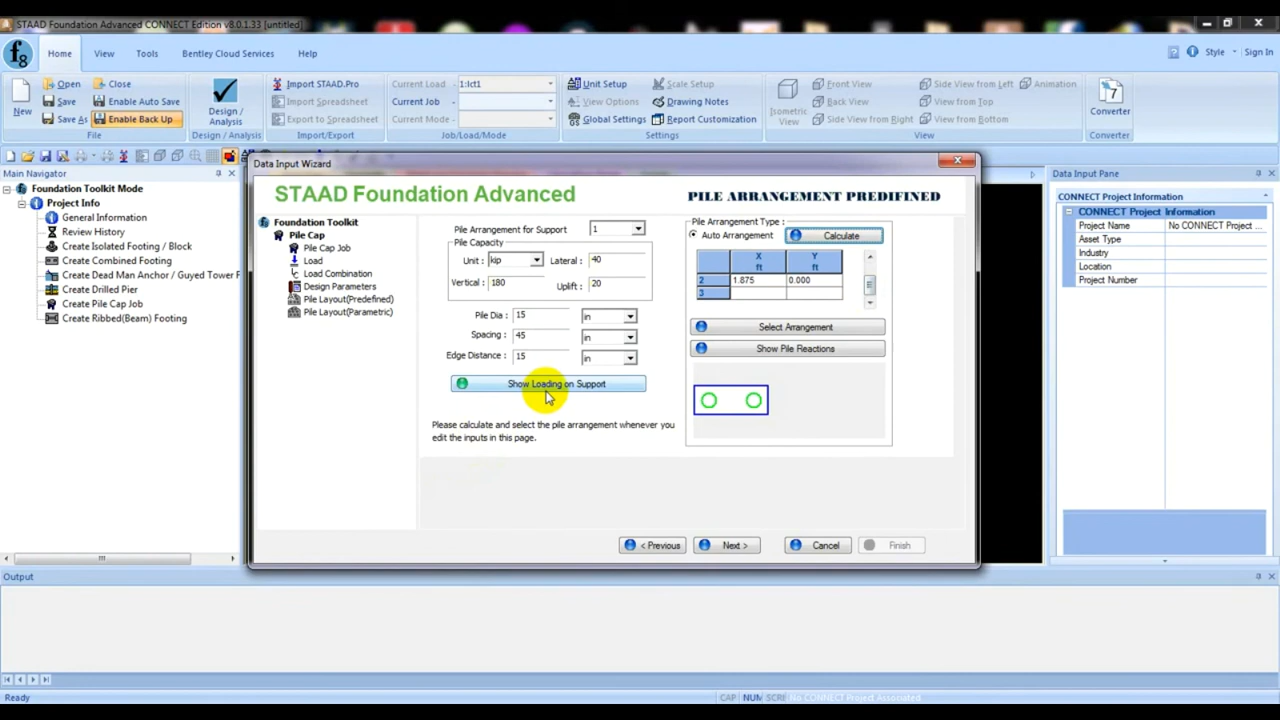 STAAD Foundation Advanced CONNECT Edition v8.0.1.33 [untitled]
Home View Tools Bentley Cloud Services Help
Style Sign In
New
Open
Save
Save As
Close
Enable Auto Save
Enable Back Up
File
Design / Analysis
Design / Analysis
Import STAAD.Pro
Import Spreadsheet
Export to Spreadsheet
Import/Export
Current Load 1:lct1
Current Job
Current Mode
Job/Load/Mode
Unit Setup
View Options
Global Settings
Scale Setup
Drawing Notes
Report Customization
Settings
Isometric View
Front View
Back View
Side View from Right
Side View from Left
View from Top
View from Bottom
Animation
View
Converter
Converter
Main Navigator
Foundation Toolkit Mode
Project Info
General Information
Review History
Create Isolated Footing / Block
Create Combined Footing
Create Dead Man Anchor / Guyed Tower F
Create Drilled Pier
Create Pile Cap Job
Create Ribbed(Beam) Footing
Data Input Wizard
STAAD Foundation Advanced
PILE ARRANGEMENT PREDIFINED
Foundation Toolkit
Pile Cap
Pile Cap Job
Load
Load Combination
Design Parameters
Pile Layout(Predefined)
Pile Layout(Parametric)
Pile Arrangement for Support 1
Pile Capacity
Unit : kip Lateral : 40
Vertical : 180 Uplift : 20
Pile Dia : 15 in
Spacing : 45 in
Edge Distance : 15 in
Show Loading on Support
Please calculate and select the pile arrangement whenever you
edit the inputs in this page.
Pile Arrangement Type :
Auto Arrangement Calculate
X ft Y ft
2 1.875 0.000
3
Select Arrangement
Show Pile Reactions
< Previous Next > Cancel Finish
Data Input Pane
CONNECT Project Information
CONNECT Project Information
Project Name No CONNECT Project ...
Asset Type
Industry
Location
Project Number
Output
Ready
CAP NUM SCRI No CONNECT Project Associated